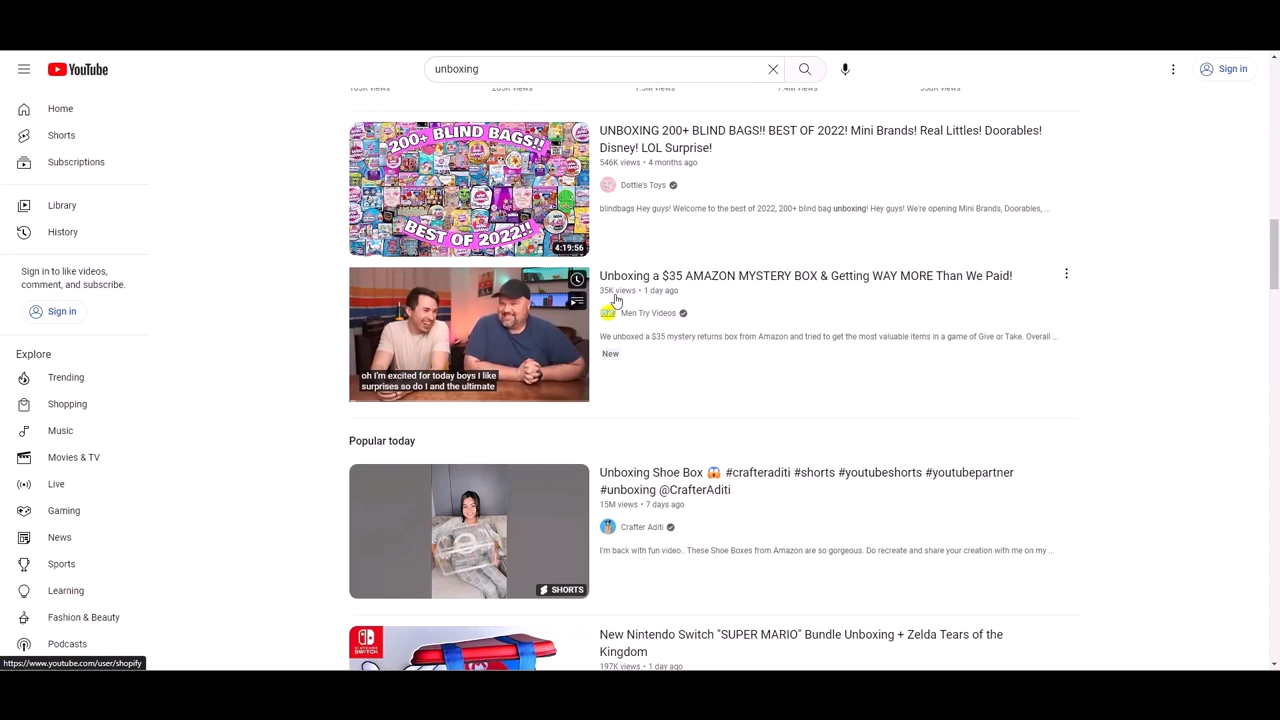 YouTube
unboxing
Sign in
Home
Shorts
Subscriptions
Library
History
Sign in to like videos,
comment, and subscribe.
Sign in
Explore
Trending
Shopping
Music
Movies & TV
Live
Gaming
News
Sports
Learning
Fashion & Beauty
Podcasts
https://www.youtube.com/user/shopify
200+ BLIND BAGS!!
BEST OF 2022!!
4:19:56
UNBOXING 200+ BLIND BAGS!! BEST OF 2022! Mini Brands! Real Littles! Doorables!
Disney! LOL Surprise!
546K views • 4 months ago
Dottie's Toys
blindbags Hey guys! Welcome to the best of 2022, 200+ blind bag unboxing! Hey guys! We're opening Mini Brands, Doorables, ...
oh I'm excited for today boys I like
surprises so do I and the ultimate
Unboxing a $35 AMAZON MYSTERY BOX & Getting WAY MORE Than We Paid!
35K views • 1 day ago
Men Try Videos
We unboxed a $35 mystery returns box from Amazon and tried to get the most valuable items in a game of Give or Take. Overall ...
New
Popular today
SHORTS
Unboxing Shoe Box 😱 #crafteraditi #shorts #youtubeshorts #youtubepartner
#unboxing @CrafterAditi
15M views • 7 days ago
Crafter Aditi
I'm back with fun video.. These Shoe Boxes from Amazon are so gorgeous. Do recreate and share your creation with me on my ...
NINTENDO
SWITCH
New Nintendo Switch "SUPER MARIO" Bundle Unboxing + Zelda Tears of the
Kingdom
197K views • 1 day ago